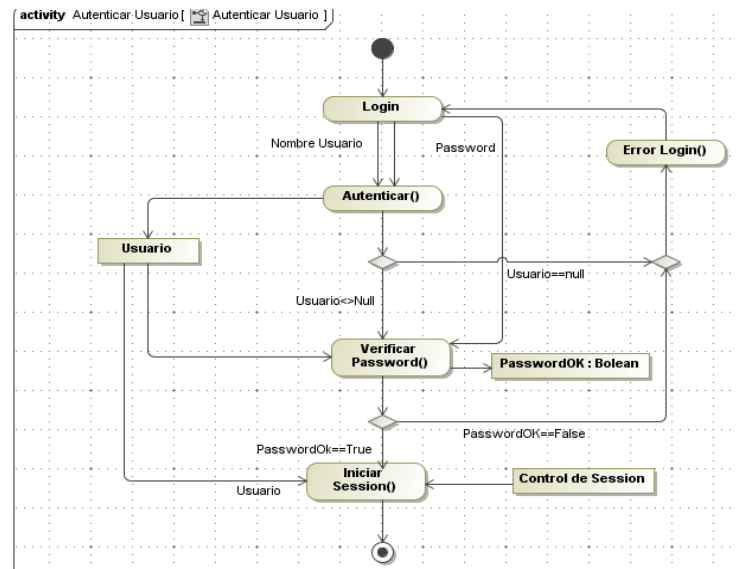 activity Autenticar Usuario [ Autenticar Usuario ]
Login
Nombre Usuario
Password
Error Login()
Autenticar()
Usuario
Usuario==null
Usuario<>Null
Verificar
Password()
PasswordOK : Bolean
PasswordOK==False
PasswordOk==True
Iniciar
Session()
Control de Session
Usuario